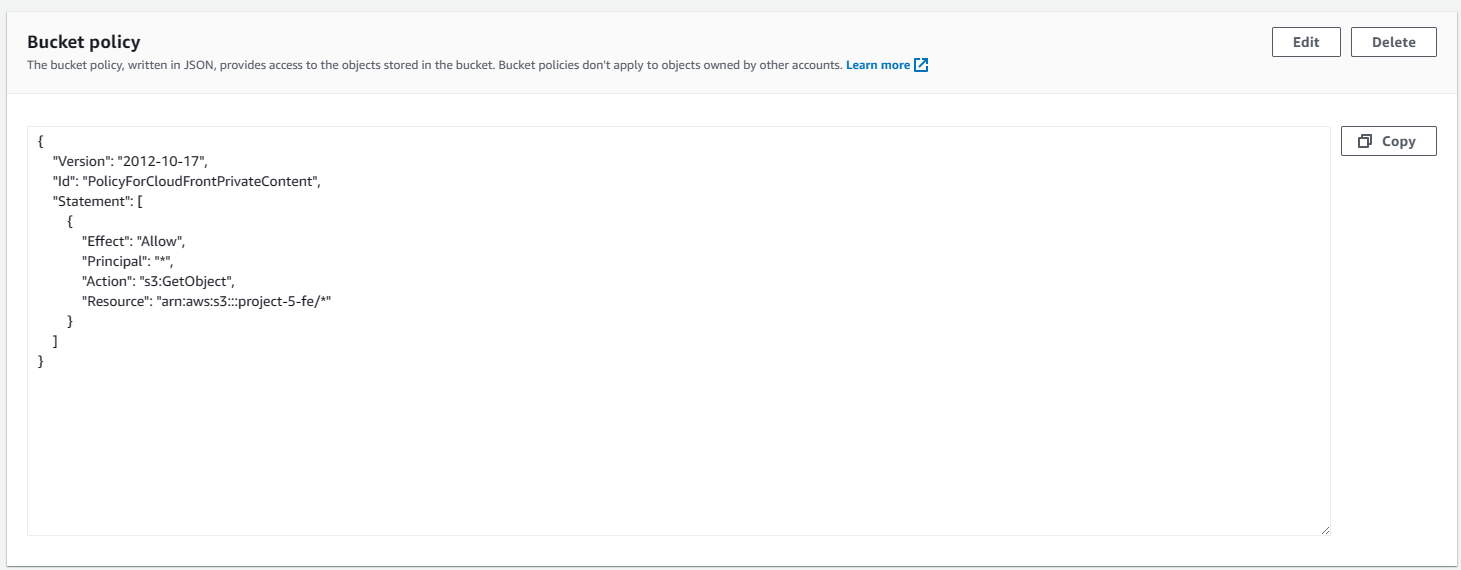 Bucket policy
Edit
Delete
The bucket policy, written in JSON, provides access to the objects stored in the bucket. Bucket policies don't apply to objects owned by other accounts. Learn more
{
"Version": "2012-10-17",
"Id": "PolicyForCloudFrontPrivateContent",
"Statement": [
{
"Effect": "Allow",
"Principal": "*",
"Action": "s3:GetObject",
"Resource": "arn:aws:s3:::project-5-fe/*"
}
]
}
Copy